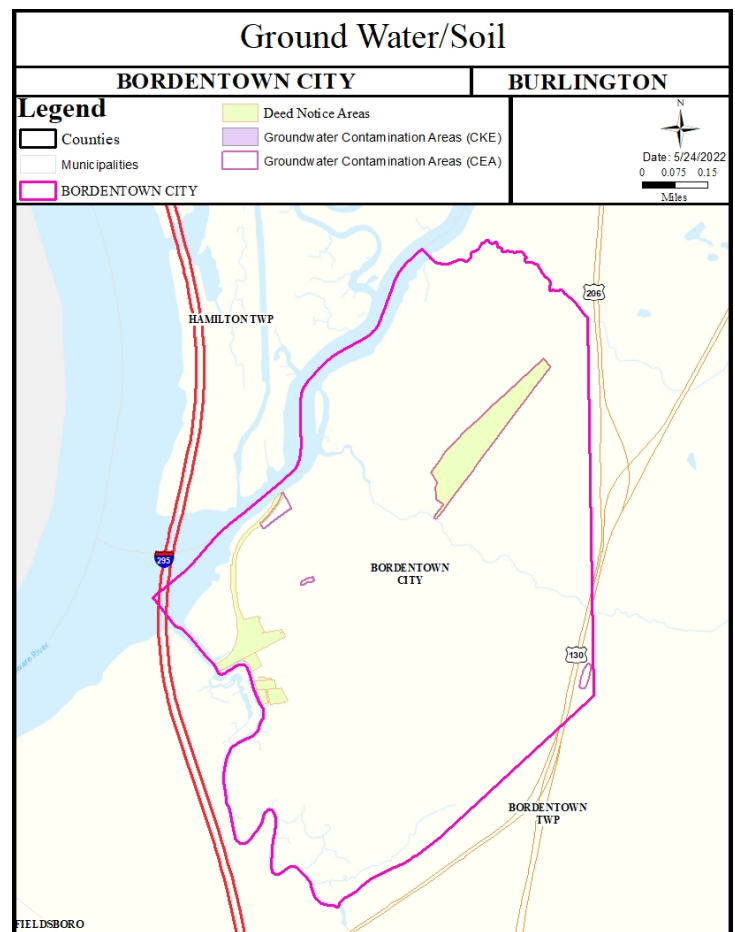 Ground Water/Soil
BORDENTOWN CITY
BURLINGTON
Legend
Counties
Municipalities
BORDENTOWN CITY
Deed Notice Areas
Groundwater Contamination Areas (CKE)
Groundwater Contamination Areas (CEA)
N
Date: 5/24/2022
0 0.075 0.15
Miles
206
HAMILTON TWP
295
BORDENTOWN
CITY
ware River
130
BORDENTOWN
TWP
FIELDSBORO